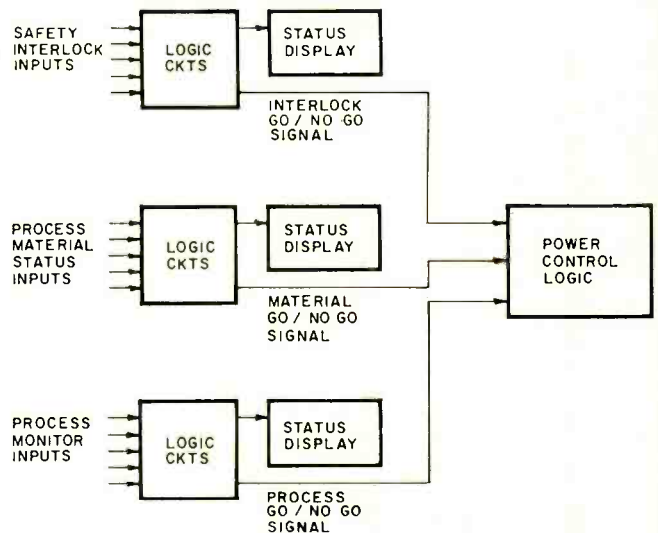 SAFETY
INTERLOCK
INPUTS
LOGIC
CKTS
STATUS
DISPLAY
INTERLOCK
GO / NO GO
SIGNAL
PROCESS
MATERIAL
STATUS
INPUTS
LOGIC
CKTS
STATUS
DISPLAY
MATERIAL
GO / NO GO
SIGNAL
POWER
CONTROL
LOGIC
PROCESS
MONITOR
INPUTS
LOGIC
CKTS
STATUS
DISPLAY
PROCESS
GO / NO GO
SIGNAL